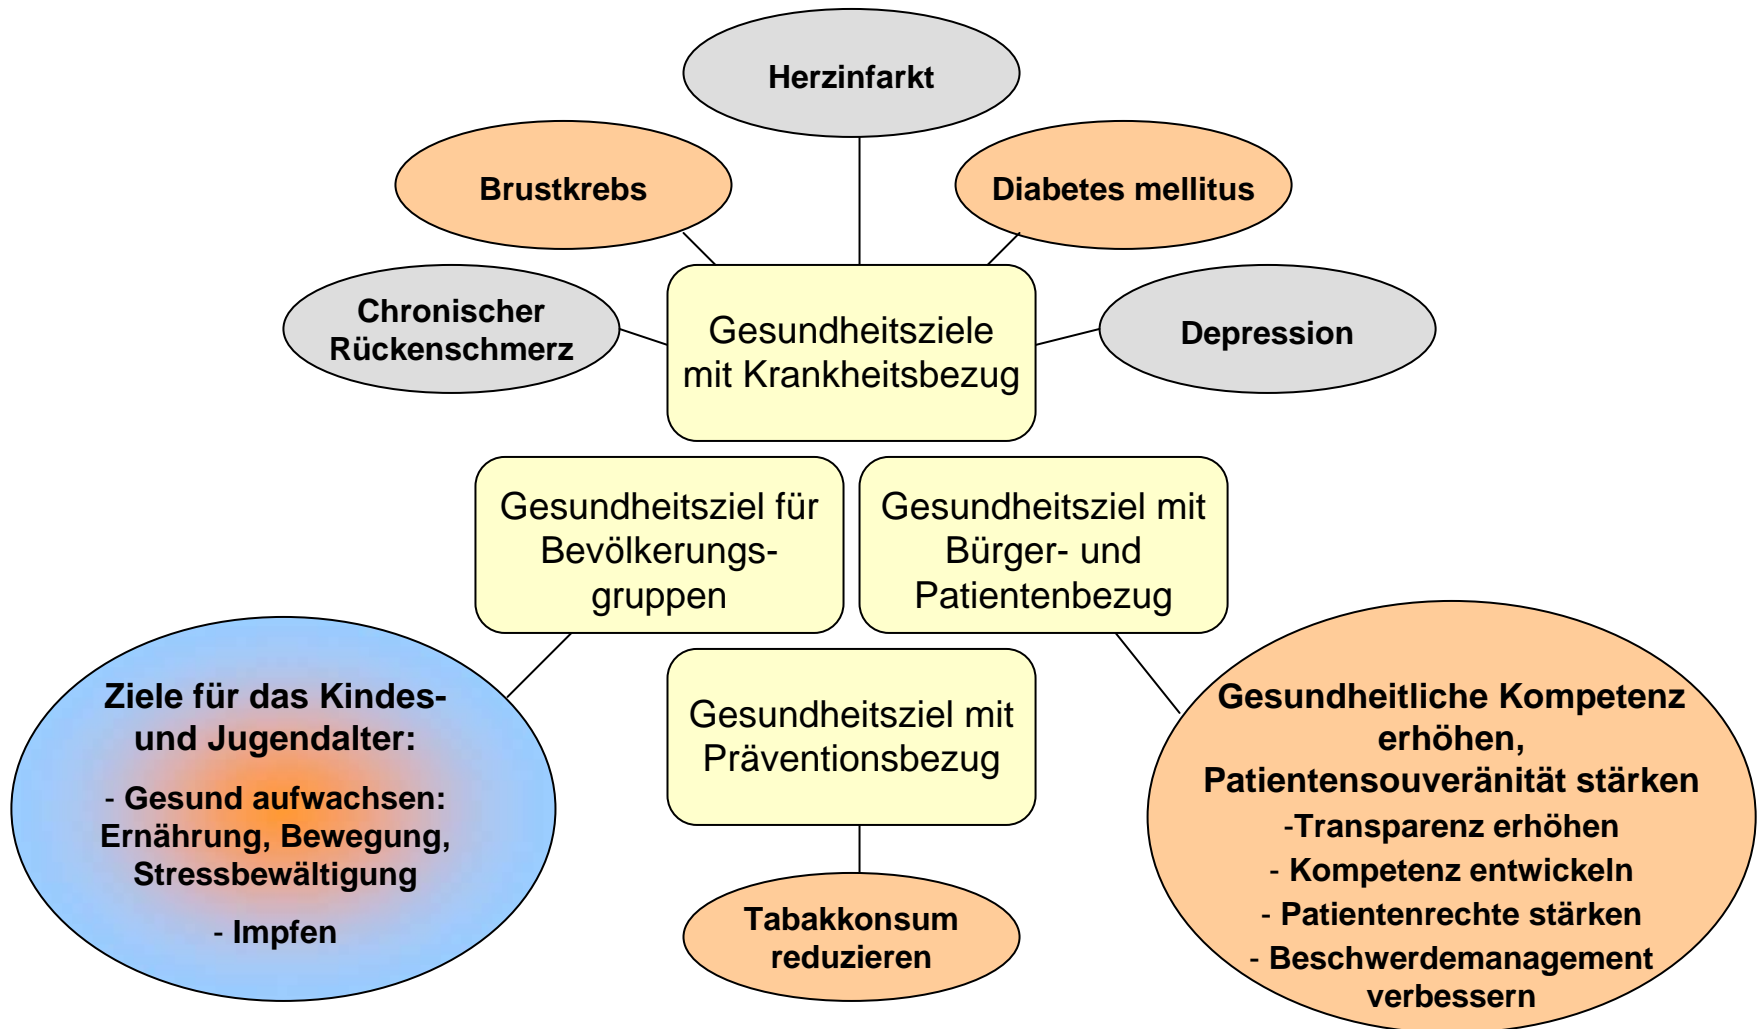 Herzinfarkt
Brustkrebs
Diabetes mellitus
Chronischer
Rückenschmerz
Gesundheitsziele
mit Krankheitsbezug
Depression
Gesundheitsziel für
Bevölkerungs-
gruppen
Gesundheitsziel mit
Bürger- und
Patientenbezug
Ziele für das Kindes-
und Jugendalter:
- Gesund aufwachsen:
Ernährung, Bewegung,
Stressbewältigung
- Impfen
Gesundheitsziel mit
Präventionsbezug
Tabakkonsum
reduzieren
Gesundheitliche Kompetenz
erhöhen,
Patientensouveränität stärken
-Transparenz erhöhen
- Kompetenz entwickeln
- Patientenrechte stärken
- Beschwerdemanagement
verbessern